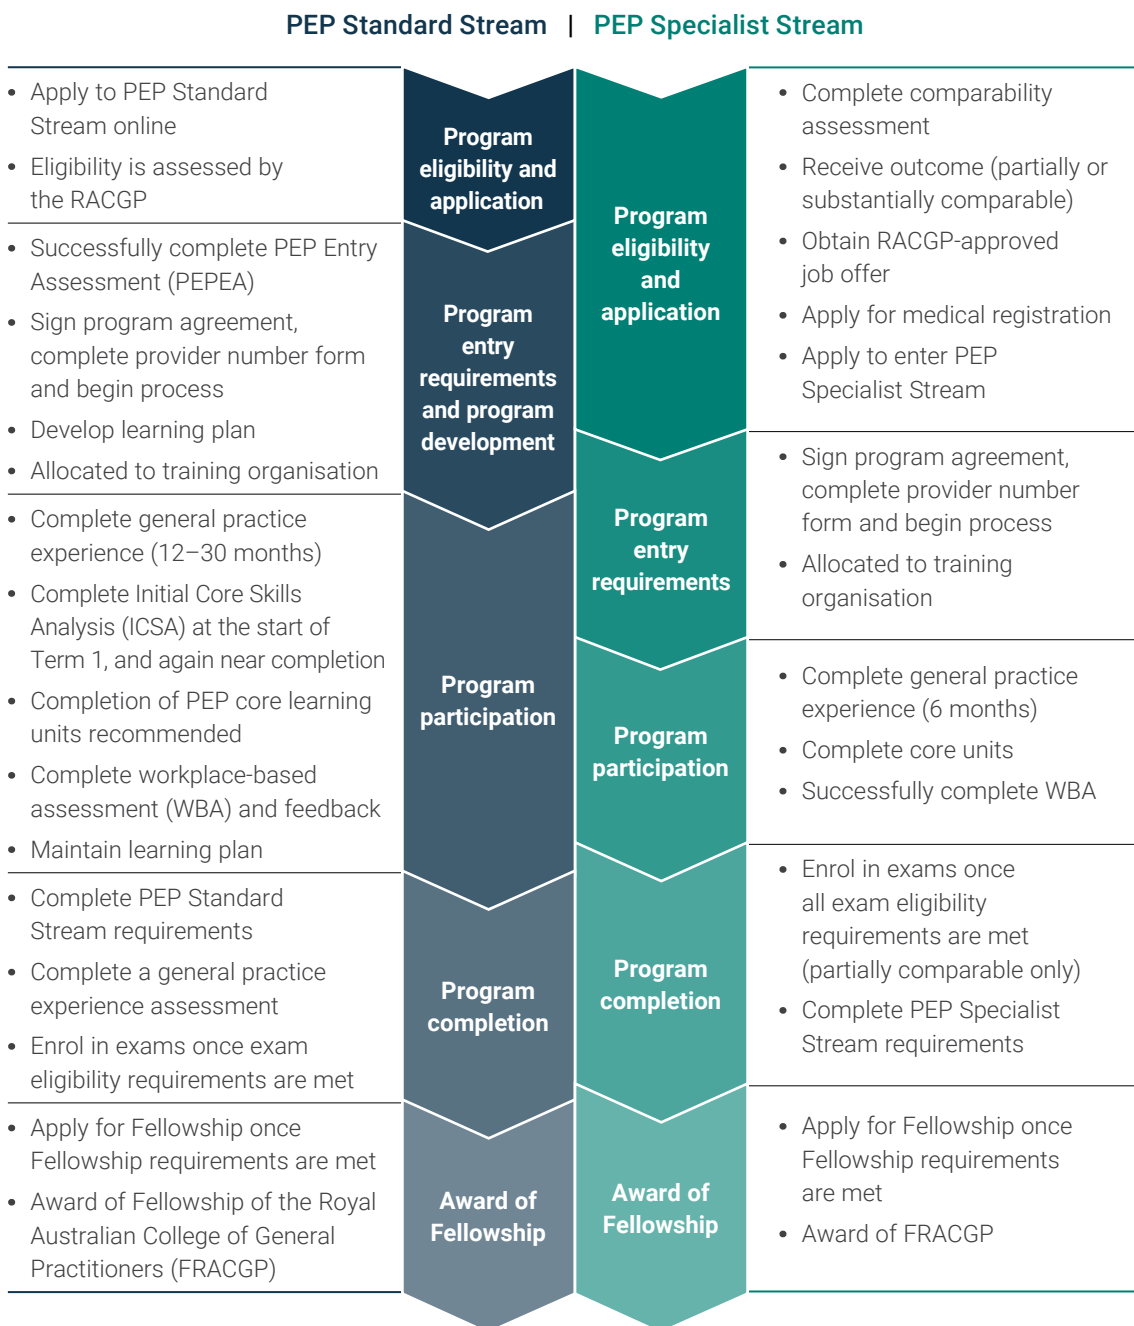 PEP Standard Stream | PEP Specialist Stream
• Apply to PEP Standard
Stream online
• Eligibility is assessed by
the RACGP
Program
eligibility and
application
• Successfully complete PEP Entry
Assessment (PEPEA)
• Sign program agreement,
complete provider number form
and begin process
• Develop learning plan
• Allocated to training organisation
Program
entry
requirements
and program
development
• Complete general practice
experience (12–30 months)
• Complete Initial Core Skills
Analysis (ICSA) at the start of
Term 1, and again near completion
• Completion of PEP core learning
units recommended
• Complete workplace-based
assessment (WBA) and feedback
• Maintain learning plan
Program
participation
• Complete PEP Standard
Stream requirements
• Complete a general practice
experience assessment
• Enrol in exams once exam
eligibility requirements are met
Program
completion
• Apply for Fellowship once
Fellowship requirements are met
• Award of Fellowship of the Royal
Australian College of General
Practitioners (FRACGP)
Award of
Fellowship
Program
eligibility
and
application
• Complete comparability
assessment
• Receive outcome (partially or
substantially comparable)
• Obtain RACGP-approved
job offer
• Apply for medical registration
• Apply to enter PEP
Specialist Stream
Program
entry
requirements
• Sign program agreement,
complete provider number
form and begin process
• Allocated to training
organisation
Program
participation
• Complete general practice
experience (6 months)
• Complete core units
• Successfully complete WBA
Program
completion
• Enrol in exams once
all exam eligibility
requirements are met
(partially comparable only)
• Complete PEP Specialist
Stream requirements
Award of
Fellowship
• Apply for Fellowship once
Fellowship requirements
are met
• Award of FRACGP